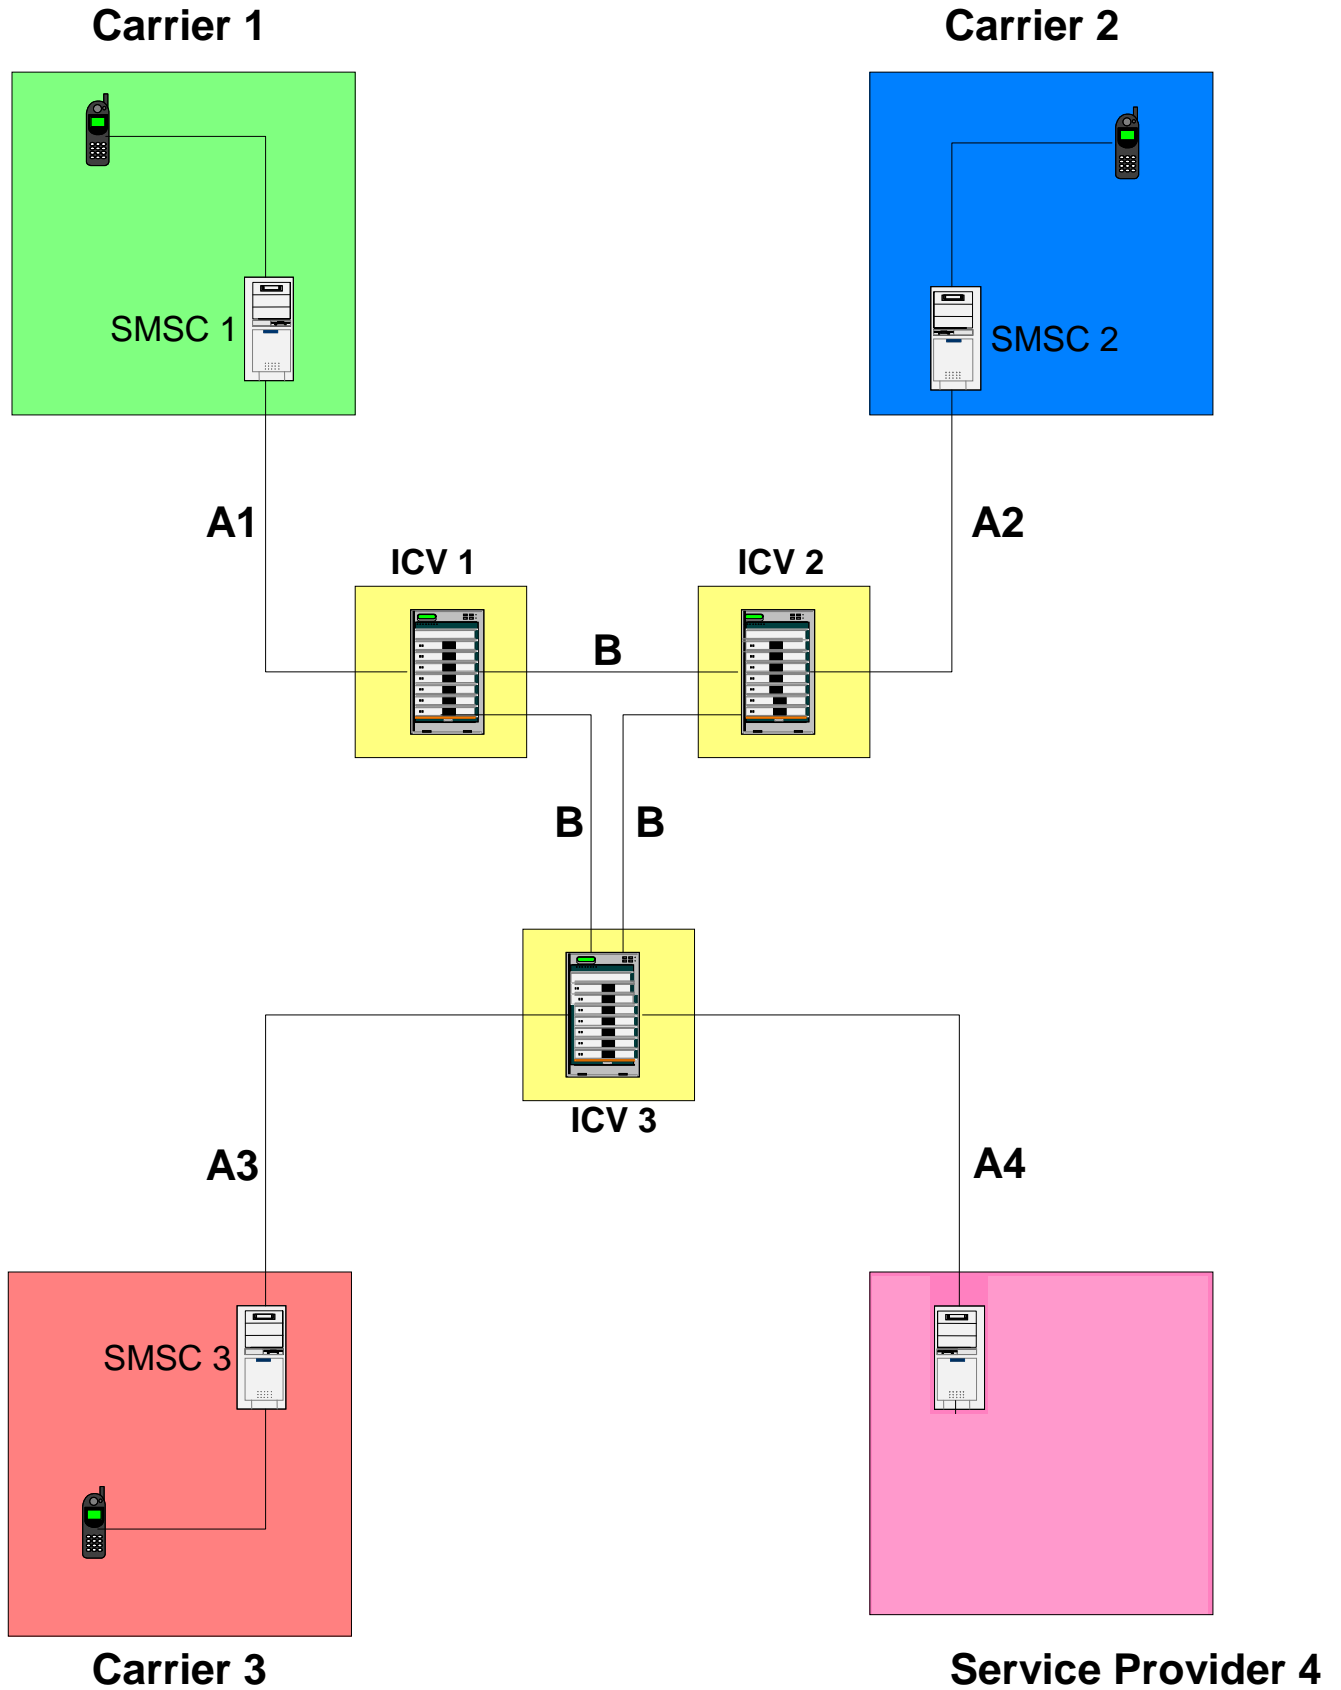 Carrier 1
Carrier 2
SMSC 1
SMSC 2
A1
A2
ICV 1
ICV 2
B
B
B
ICV 3
A3
A4
SMSC 3
Carrier 3
Service Provider 4